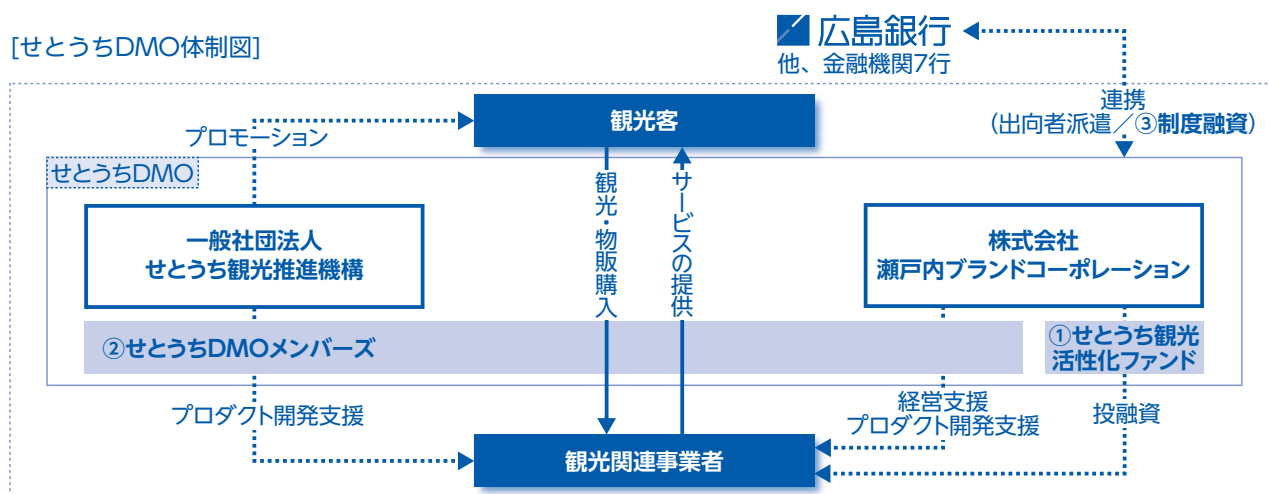 [せとうちDMO体制図]
広島銀行
他、金融機関7行
連携
（出向者派遣／③制度融資）
観光客
プロモーション
せとうちDMO
観光・物販購入
サービスの提供
一般社団法人
せとうち観光推進機構
株式会社
瀬戸内ブランドコーポレーション
②せとうちDMOメンバーズ
①せとうち観光
活性化ファンド
プロダクト開発支援
経営支援
プロダクト開発支援
投融資
観光関連事業者